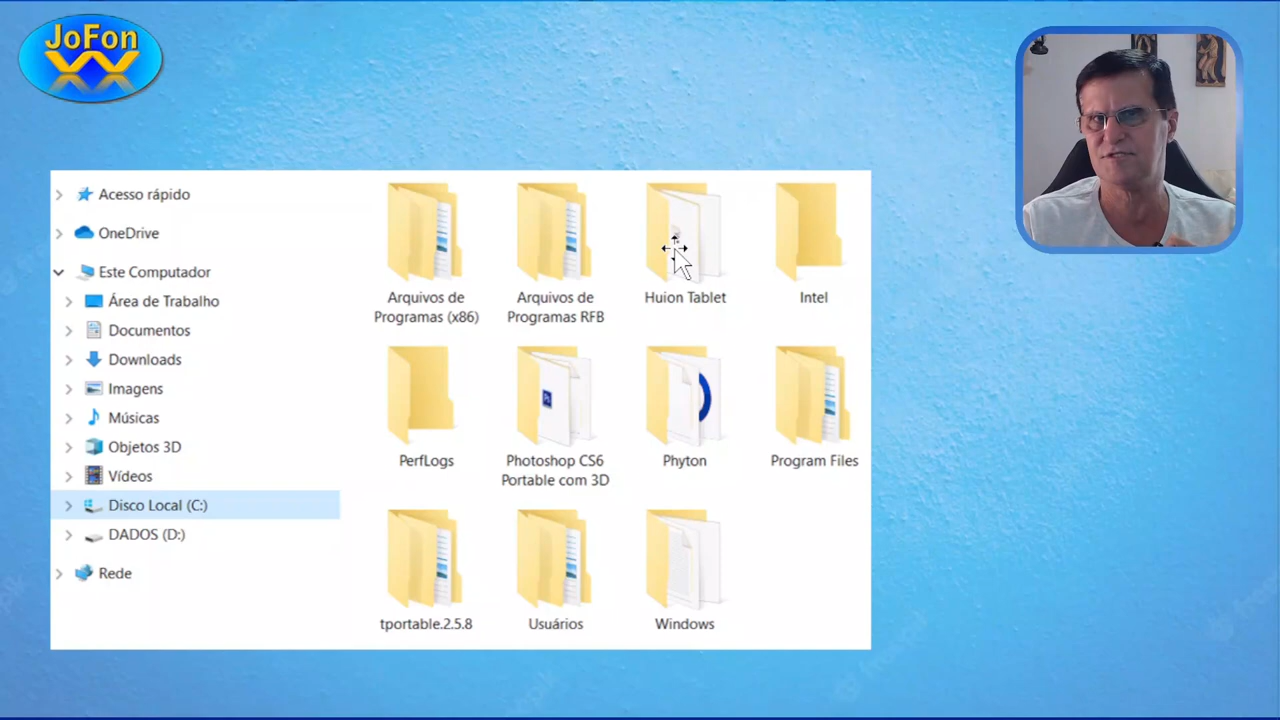 JoFon
Acesso rápido
OneDrive
Este Computador
Área de Trabalho
Documentos
Downloads
Imagens
Músicas
Objetos 3D
Vídeos
Disco Local (C:)
DADOS (D:)
Rede
Arquivos de
Programas (x86)
Arquivos de
Programas RFB
Huion Tablet
Intel
PerfLogs
Photoshop CS6
Portable com 3D
Phyton
Program Files
tportable.2.5.8
Usuários
Windows